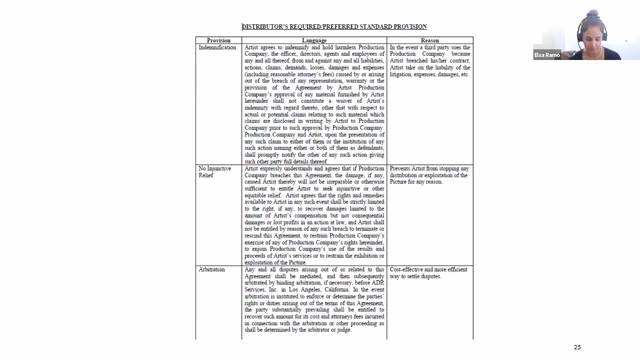 DISTRIBUTOR'S REQUIRED/PREFERRED STANDARD PROVISION
Provision
Language
Reason
Indemnification
Artist agrees to indemnify and hold harmless Production
Company, the officer, directors, agents and employees of
any and all thereof, from and against any and all liabilities,
actions, claims, demands, losses, damages and expenses
(including reasonable attorney's fees) caused by or arising
out of the breach of any representation, warranty or the
provision of the Agreement by Artist. Production
Company's approval of any material furnished by Artist
hereunder shall not constitute a waiver of Artist's
indemnity with regard thereto, other that with respect to
actual or potential claims relating to such material which
claims are disclosed in writing by Artist to Production
Company prior to such approval by Production Company.
Production Company and Artist, upon the presentation of
any such claim to either of them or the institution of any
such action naming either or both of them as defendants,
shall promptly notify the other of any such action giving
such other party full details thereof.
In the event a third party sues the
Production Company because
Artist breached his/her contract,
Artist take on the liability of the
litigation, expenses, damages, etc.
No Injunctive
Relief
Artist expressly understands and agrees that if Production
Company breaches this Agreement, the damage, if any,
caused Artist thereby will not be irreparable or otherwise
sufficient to entitle Artist to seek injunctive or other
equitable relief. Artist agrees that the rights and remedies
available to Artist in any such event shall be strictly limited
to the right, if any, to recover damages limited to the
amount of Artist's compensation but not consequential
damages or lost profits in an action at law, and Artist shall
not be entitled by reason of any such breach to terminate or
rescind this Agreement, to restrain Production Company's
exercise of any of Production Company's rights hereunder,
to enjoin Production Company's use of the results and
proceeds of Artist's services or to restrain the exhibition or
exploitation of the Picture.
Prevents Artist from stopping any
distribution or exploitation of the
Picture for any reason.
Arbitration
Any and all disputes arising out of or related to this
Agreement shall be mediated, and then subsequently
arbitrated by binding arbitration, if necessary, before ADR
Services, Inc. in Los Angeles, California. In the event
arbitration is instituted to enforce or determine the parties'
rights or duties arising out of the terms of this agreement,
the party substantially prevailing shall be entitled to
recover such amount for its cost and attorney fees incurred
in connection with the arbitration or other proceeding as
shall be determined by the arbitrator or judge.
Cost effective and more efficient
way to settle disputes.
Elsa Ramo
25